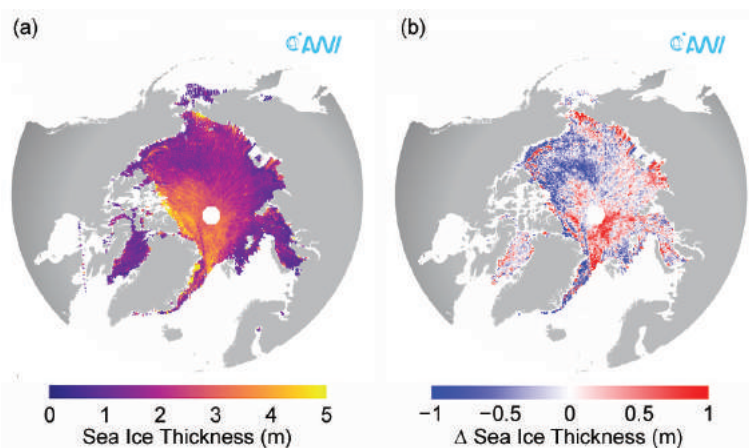 (a)
AWI
(b)
AWI
0 1 2 3 4 5
Sea Ice Thickness (m)
−1 −0.5 0 0.5 1
Δ Sea Ice Thickness (m)